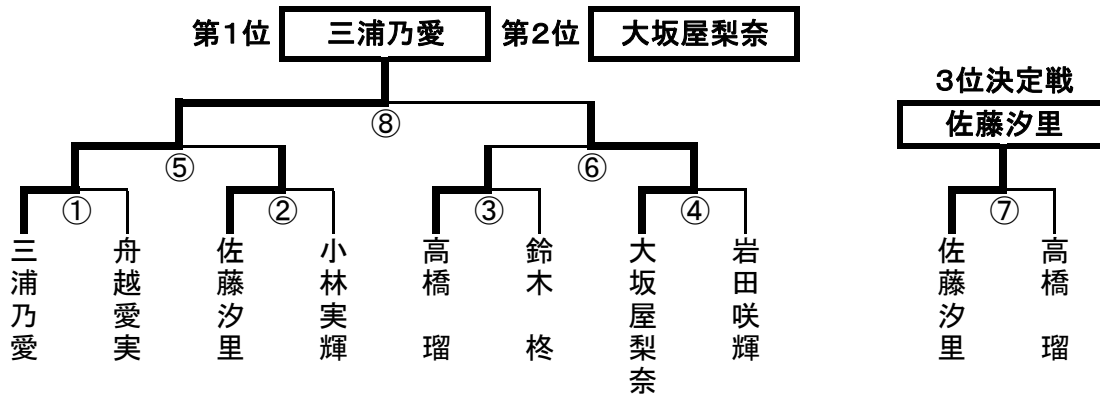 第1位 三浦乃愛 第2位 大坂屋梨奈
3位決定戦
佐藤汐里
⑧
⑤ ⑥
① ② ③ ④ ⑦
三浦乃愛
舟越愛実
佐藤汐里
小林実輝
高橋 瑠
鈴木 柊
大坂屋梨奈
岩田咲輝
佐藤汐里
高橋 瑠